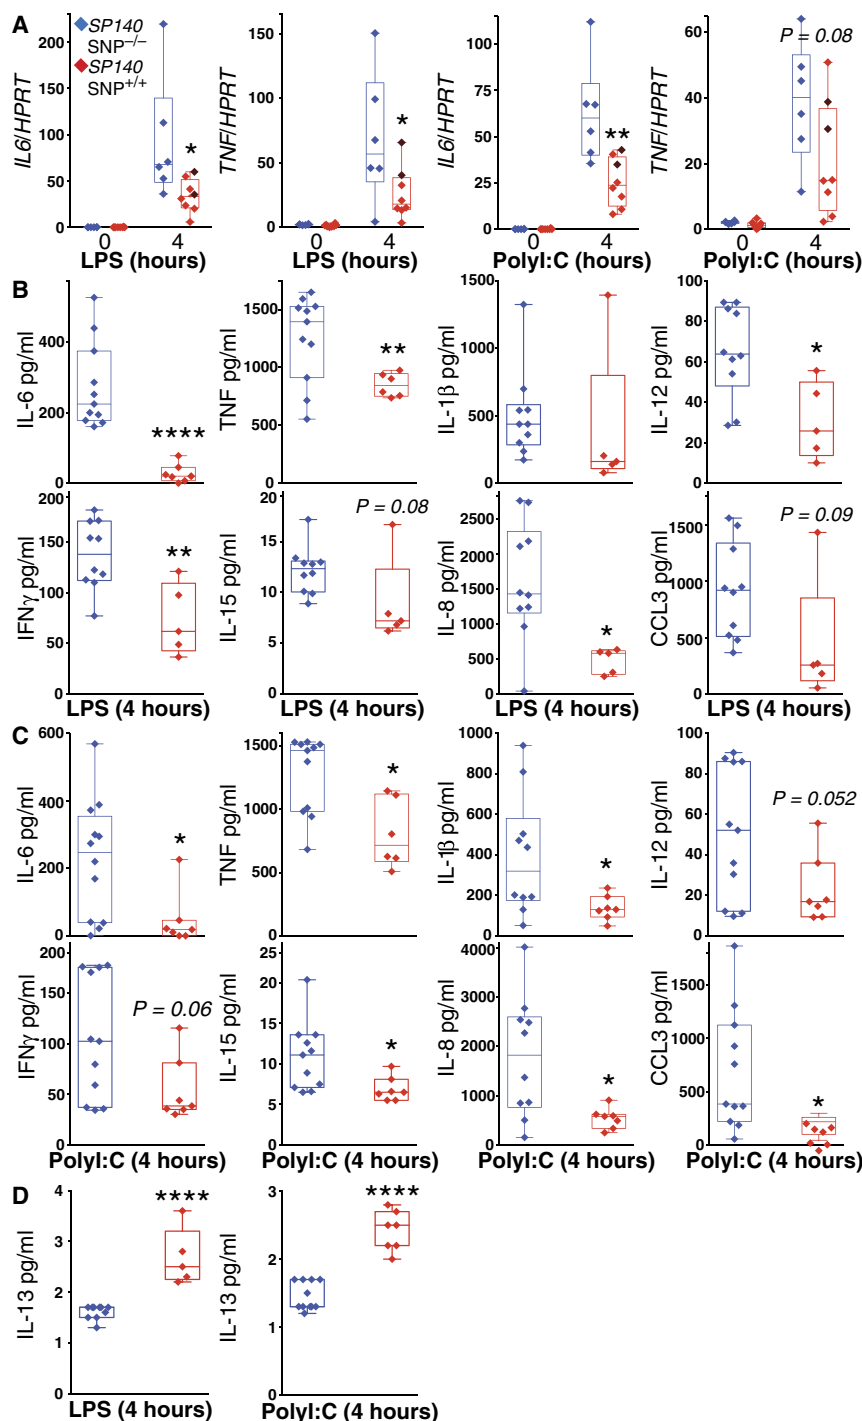 A
SP140
SNP–/–
SP140
SNP+/+
IL6/HPRT
250
200
150
100
50
0
*
0
4
LPS (hours)
TNF/HPRT
150
100
50
0
*
0
4
LPS (hours)
IL6/HPRT
115
100
75
50
25
0
**
0
4
PolyI:C (hours)
TNF/HPRT
60
40
20
0
P = 0.08
0
4
PolyI:C (hours)
B
IL-6 pg/ml
400
200
0
****
TNF pg/ml
1500
1000
500
0
**
IL-1β pg/ml
1500
1000
500
0
IL-12 pg/ml
100
80
60
40
20
0
*
IFNγ pg/ml
200
150
100
50
0
**
LPS (4 hours)
IL-15 pg/ml
20
15
10
5
0
P = 0.08
LPS (4 hours)
IL-8 pg/ml
2500
2000
1500
1000
500
0
*
LPS (4 hours)
CCL3 pg/ml
1500
1000
500
0
P = 0.09
LPS (4 hours)
C
IL-6 pg/ml
600
400
200
0
*
TNF pg/ml
1500
1000
500
0
*
IL-1β pg/ml
1000
800
600
400
200
0
*
IL-12 pg/ml
100
80
60
40
20
0
P = 0.052
IFNγ pg/ml
200
150
100
50
0
P = 0.06
PolyI:C (4 hours)
IL-15 pg/ml
25
20
15
10
5
0
*
PolyI:C (4 hours)
IL-8 pg/ml
4000
3000
2000
1000
0
*
PolyI:C (4 hours)
CCL3 pg/ml
1500
1000
500
0
*
PolyI:C (4 hours)
D
IL-13 pg/ml
4
3
2
1
0
****
LPS (4 hours)
IL-13 pg/ml
3
2
1
0
****
PolyI:C (4 hours)